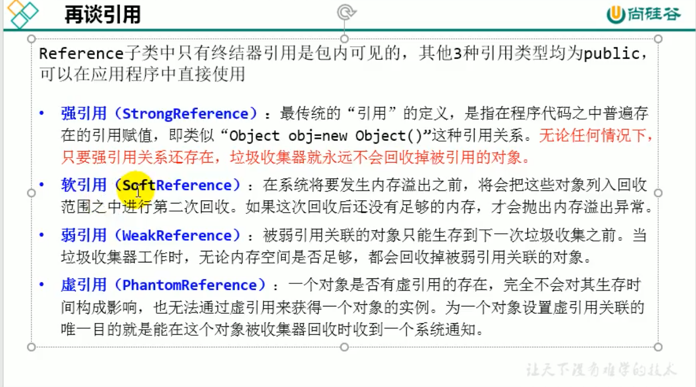 再谈引用
尚硅谷
Reference子类中只有终结器引用是包内可见的，其他3种引用类型均为public，
可以在应用程序中直接使用
• 强引用（StrongReference）：最传统的“引用”的定义，是指在程序代码之中普遍存
在的引用赋值，即类似“Object obj=new Object()”这种引用关系。无论任何情况下，
只要强引用关系还存在，垃圾收集器就永远不会回收掉被引用的对象。
• 软引用（SoftReference）：在系统将要发生内存溢出之前，将会把这些对象列入回收
范围之中进行第二次回收。如果这次回收后还没有足够的内存，才会抛出内存溢出异常。
• 弱引用（WeakReference）：被弱引用关联的对象只能生存到下一次垃圾收集之前。当
垃圾收集器工作时，无论内存空间是否足够，都会回收掉被弱引用关联的对象。
• 虚引用（PhantomReference）：一个对象是否有虚引用的存在，完全不会对其生存时
间构成影响，也无法通过虚引用来获得一个对象的实例。为一个对象设置虚引用关联的
唯一目的就是能在这个对象被收集器回收时收到一个系统通知。
让天下没有难学的技术